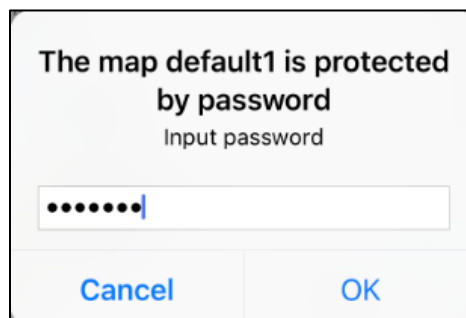 The map default1 is protected
by password
Input password
•••••••
Cancel OK